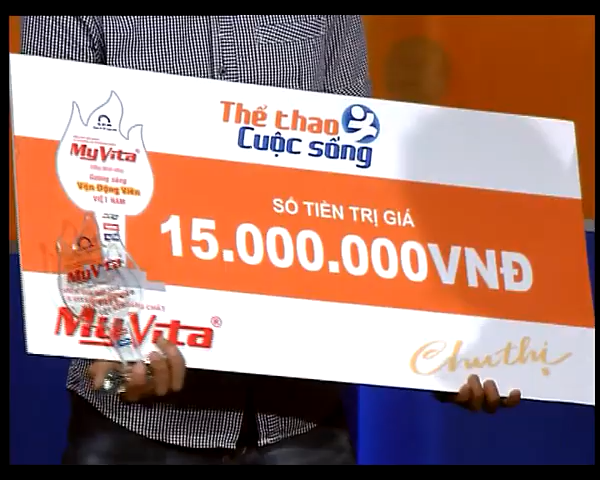 Thể thao
Cuộc sống
MyVita®
Gương sáng
Vận Động Viên
VIỆT NAM
SỐ TIỀN TRỊ GIÁ
15.000.000VNĐ
MyVita
MyVita®
Chuthị